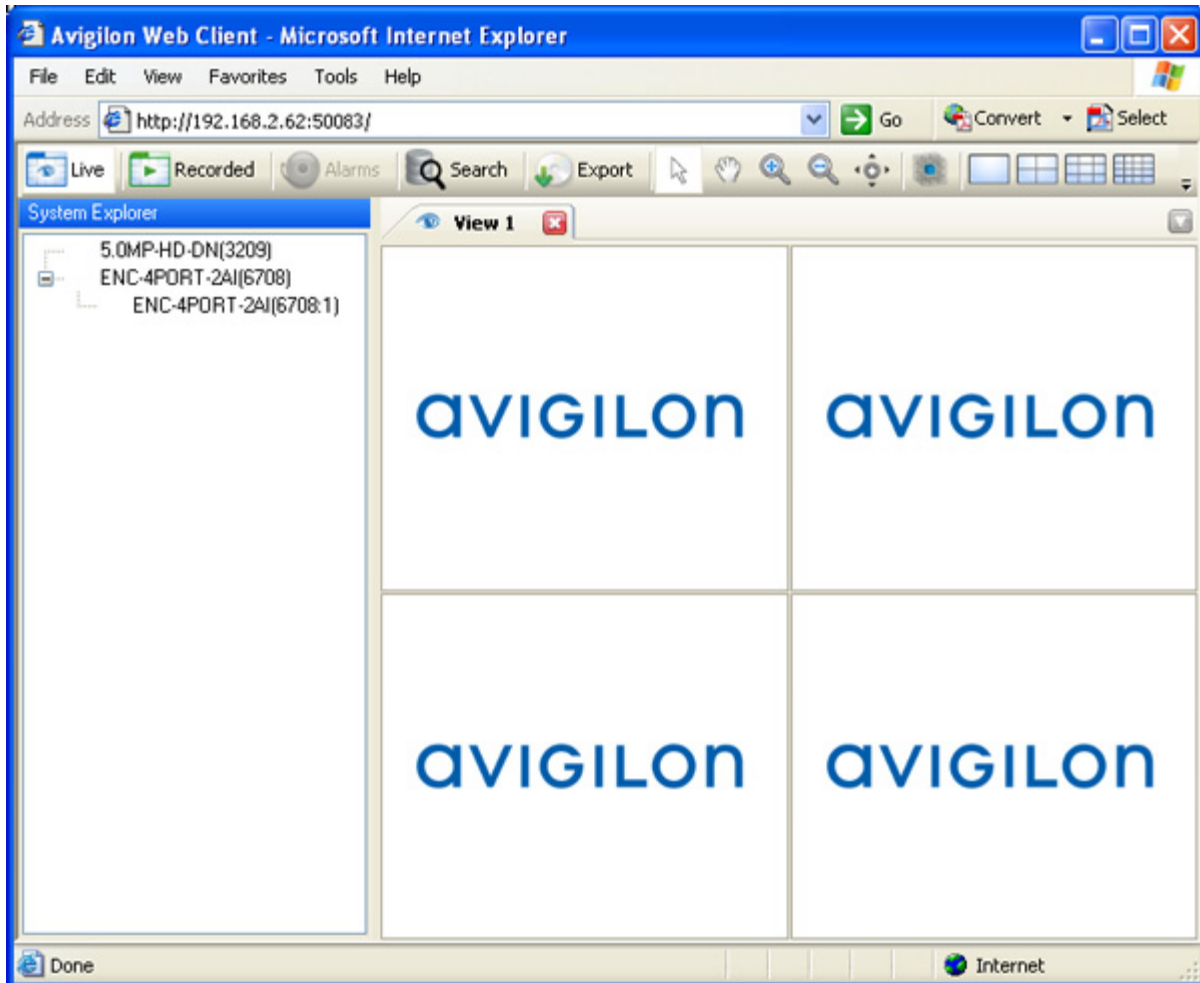 Avigilon Web Client - Microsoft Internet Explorer
File Edit View Favorites Tools Help
Address http://192.168.2.62:50083/ Go Convert Select
Live Recorded Alarms Search Export
System Explorer
View 1
5.0MP-HD-DN(3209)
ENC-4PORT-2AI(6708)
ENC-4PORT-2AI(6708:1)
aVIGILon aVIGILon
aVIGILon aVIGILon
Done Internet